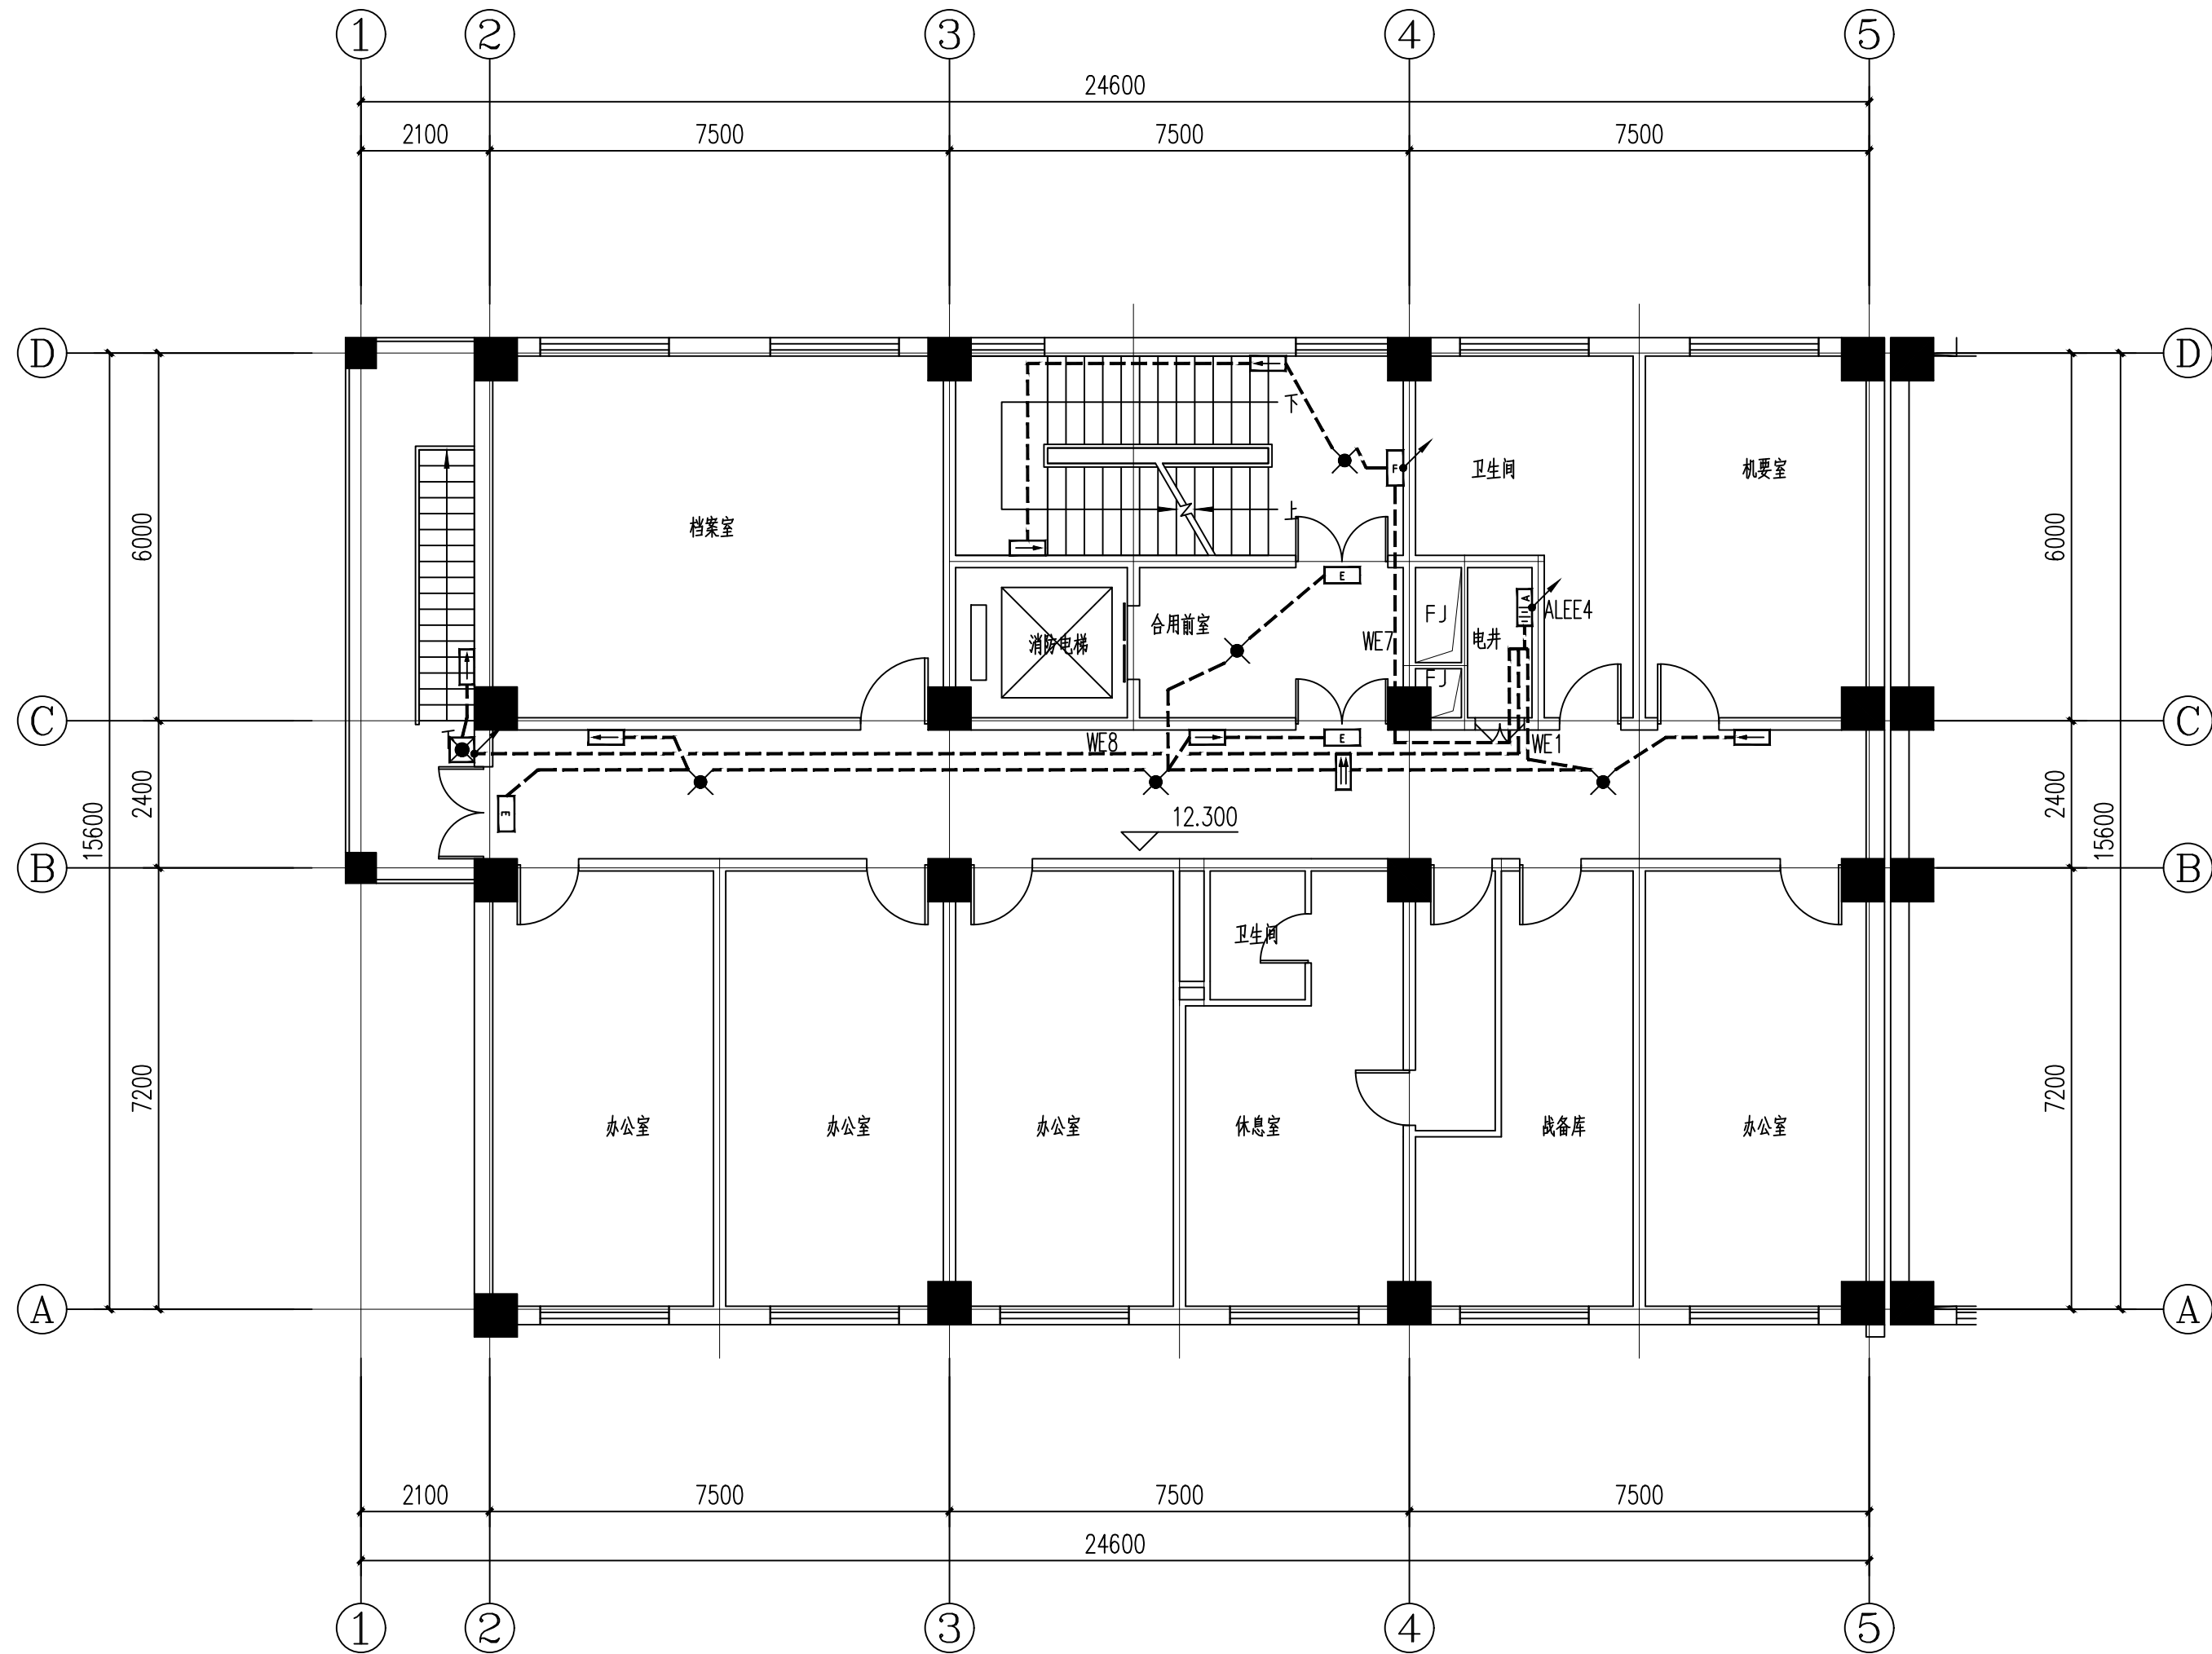 1 2 3 4 5
24600
2100 7500 7500 7500
D D
下
F
卫生间 机要室
6000 档案室 上 6000
E
A
FJ ALEE4
合用前室
消防电梯 WE7 电井
FJ
C C
下 WE8 E WE1
2400 2400
15600 E 12.300 15600
B B
卫生间
7200 7200
办公室 办公室 办公室 休息室 战备库 办公室
A A
2100 7500 7500 7500
24600
1 2 3 4 5